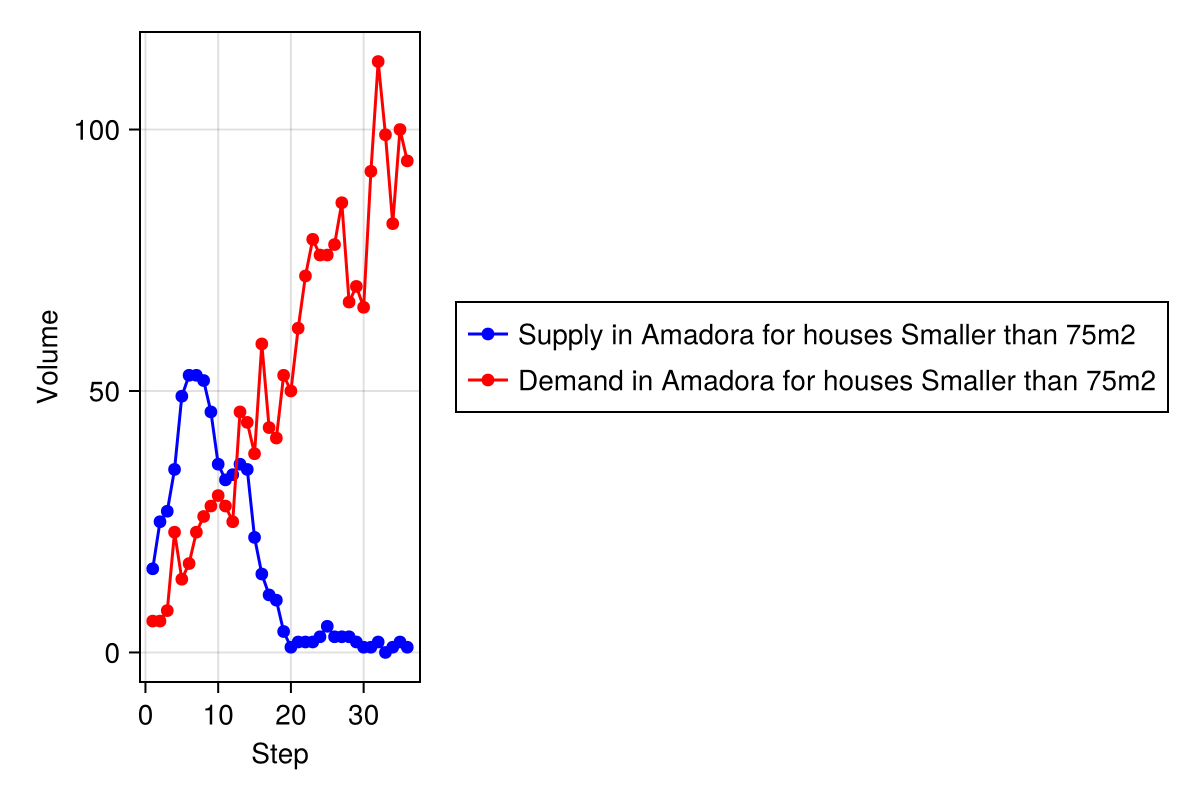 100
50
0
Volume
0 10 20 30
Step
Supply in Amadora for houses Smaller than 75m2
Demand in Amadora for houses Smaller than 75m2